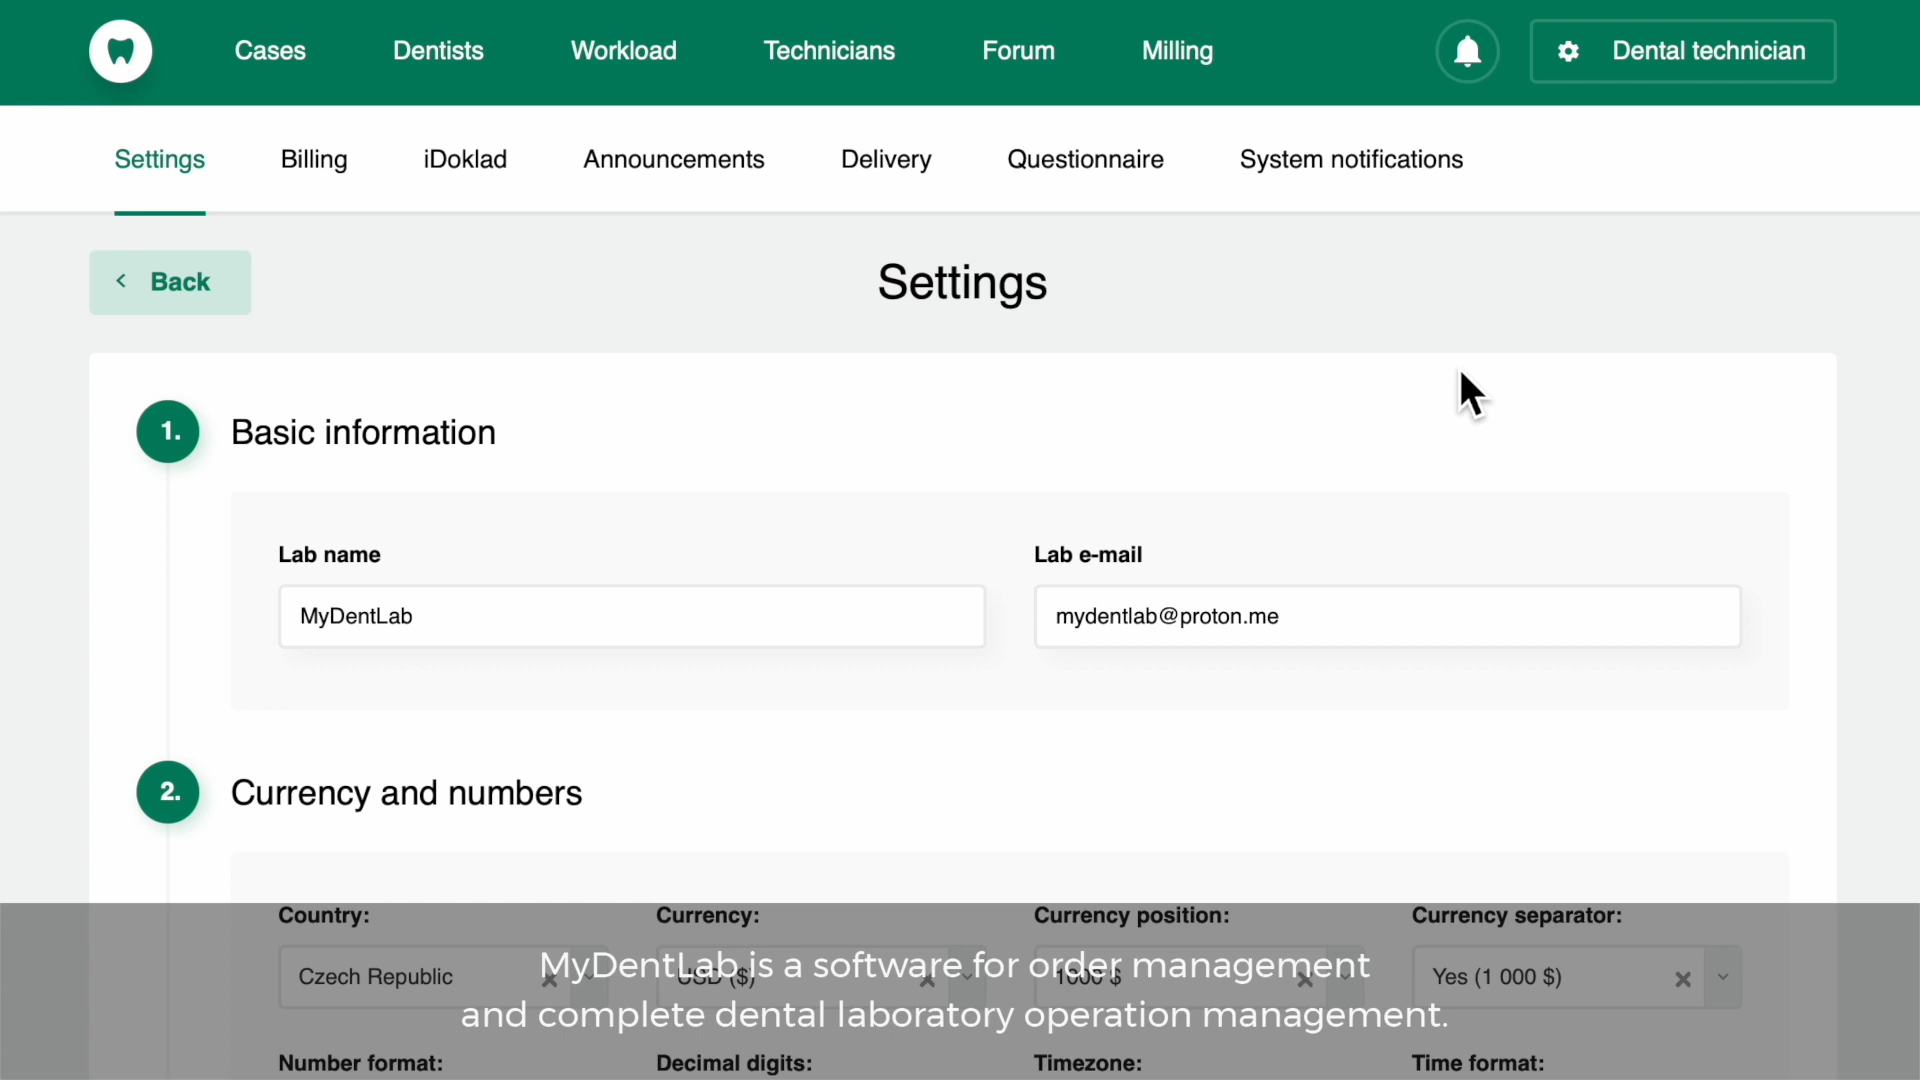 Cases Dentists Workload Technicians Forum Milling Dental technician
Settings Billing iDoklad Announcements Delivery Questionnaire System notifications
Back
Settings
1. Basic information
Lab name Lab e-mail
MyDentLab mydentlab@proton.me
2. Currency and numbers
Country: Currency: Currency position: Currency separator:
Czech Republic USD ($) 1000 $ Yes (1 000 $)
MyDentLab is a software for order management
and complete dental laboratory operation management.
Number format: Decimal digits: Timezone: Time format: